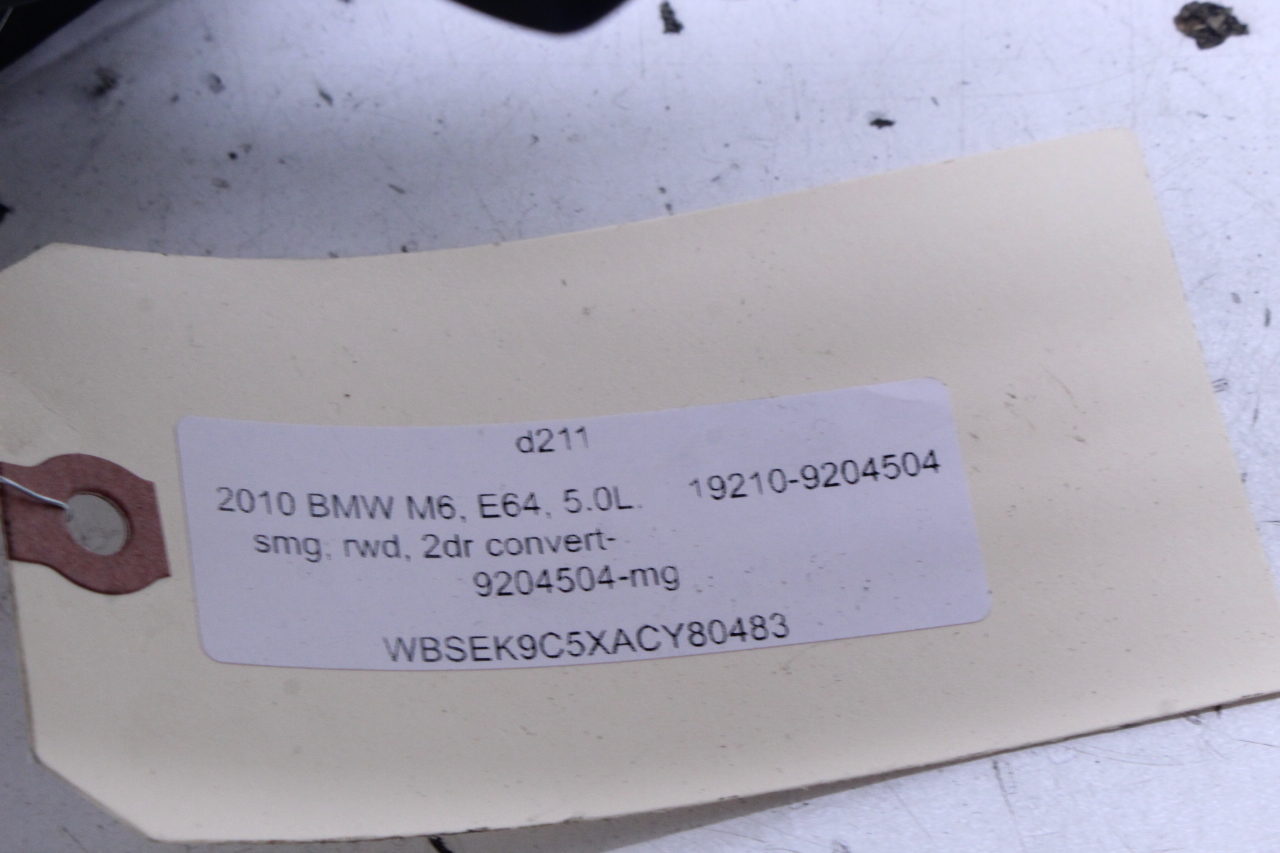 d211
2010 BMW M6, E64, 5.0L. 19210-9204504
smg, rwd, 2dr convert-
9204504-mg
WBSEK9C5XACY80483